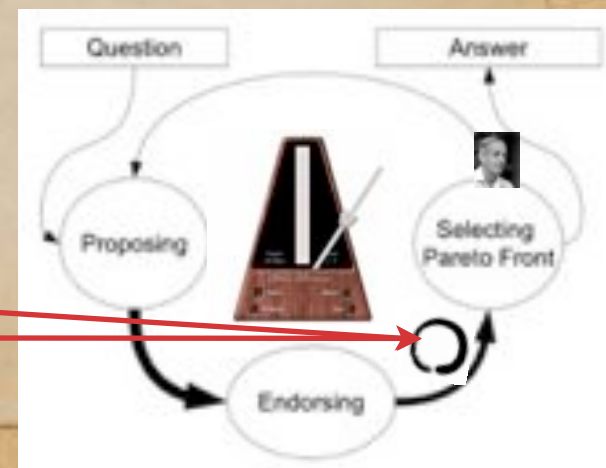 Question
Answer
Proposing
Selecting
Pareto Front
Endorsing